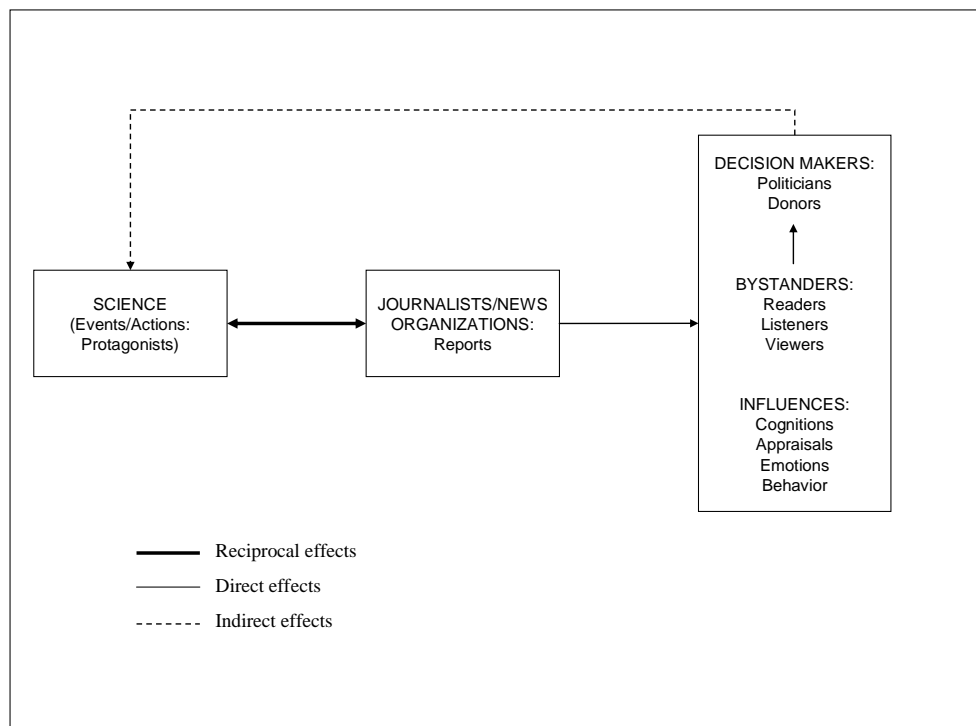 SCIENCE
(Events/Actions:
Protagonists)
JOURNALISTS/NEWS
ORGANIZATIONS:
Reports
DECISION MAKERS:
Politicians
Donors
BYSTANDERS:
Readers
Listeners
Viewers
INFLUENCES:
Cognitions
Appraisals
Emotions
Behavior
Reciprocal effects
Direct effects
Indirect effects